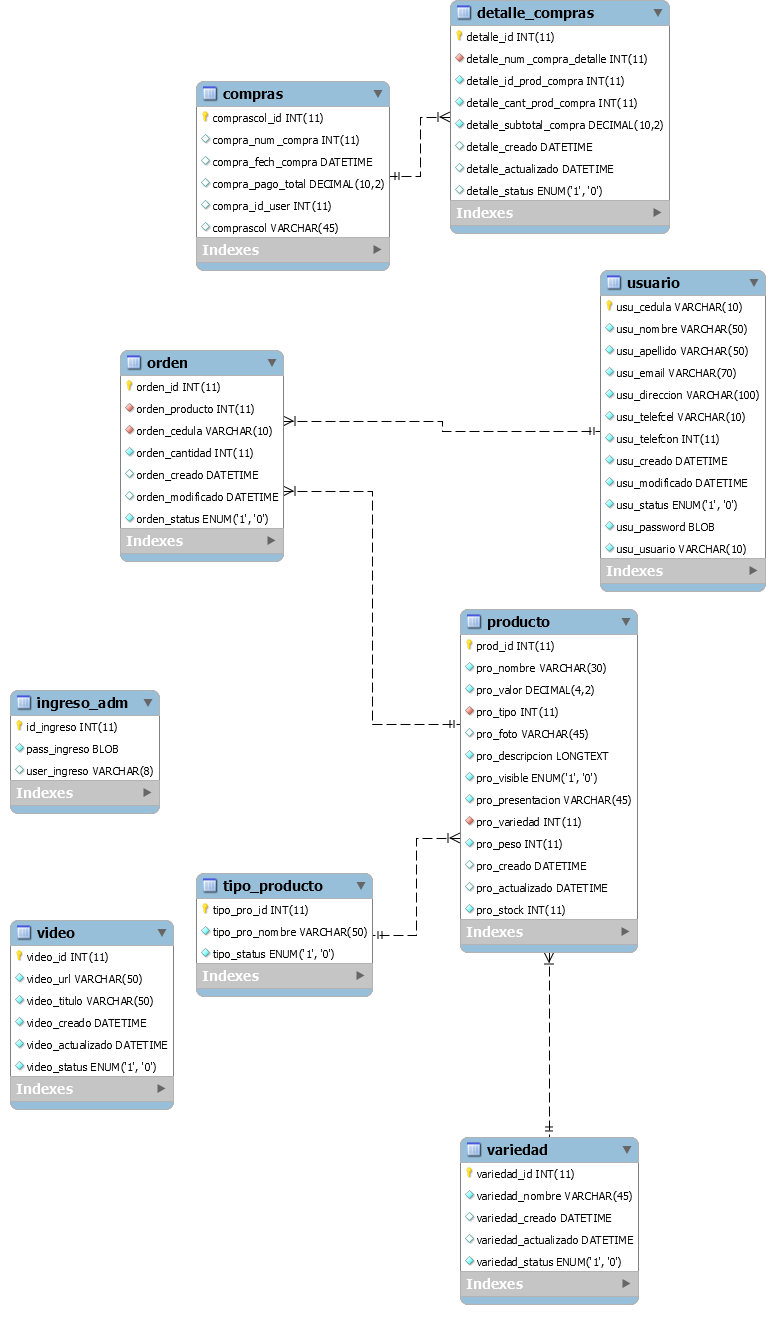 detalle_compras
detalle_id INT(11)
detalle_num_compra_detalle INT(11)
detalle_id_prod_compra INT(11)
detalle_cant_prod_compra INT(11)
detalle_subtotal_compra DECIMAL(10,2)
detalle_creado DATETIME
detalle_actualizado DATETIME
detalle_status ENUM('1', '0')
Indexes
compras
comprascol_id INT(11)
compra_num_compra INT(11)
compra_fech_compra DATETIME
compra_pago_total DECIMAL(10,2)
compra_id_user INT(11)
comprascol VARCHAR(45)
Indexes
usuario
usu_cedula VARCHAR(10)
usu_nombre VARCHAR(50)
usu_apellido VARCHAR(50)
usu_email VARCHAR(70)
usu_direccion VARCHAR(100)
usu_telefcel VARCHAR(10)
usu_telefcon INT(11)
usu_creado DATETIME
usu_modificado DATETIME
usu_status ENUM('1', '0')
usu_password BLOB
usu_usuario VARCHAR(10)
Indexes
orden
orden_id INT(11)
orden_producto INT(11)
orden_cedula VARCHAR(10)
orden_cantidad INT(11)
orden_creado DATETIME
orden_modificado DATETIME
orden_status ENUM('1', '0')
Indexes
producto
prod_id INT(11)
pro_nombre VARCHAR(30)
pro_valor DECIMAL(4,2)
pro_tipo INT(11)
pro_foto VARCHAR(45)
pro_descripcion LONGTEXT
pro_visible ENUM('1', '0')
pro_presentacion VARCHAR(45)
pro_variedad INT(11)
pro_peso INT(11)
pro_creado DATETIME
pro_actualizado DATETIME
pro_stock INT(11)
Indexes
ingreso_adm
id_ingreso INT(11)
pass_ingreso BLOB
user_ingreso VARCHAR(8)
Indexes
tipo_producto
tipo_pro_id INT(11)
tipo_pro_nombre VARCHAR(50)
tipo_status ENUM('1', '0')
Indexes
video
video_id INT(11)
video_url VARCHAR(50)
video_titulo VARCHAR(50)
video_creado DATETIME
video_actualizado DATETIME
video_status ENUM('1', '0')
Indexes
variedad
variedad_id INT(11)
variedad_nombre VARCHAR(45)
variedad_creado DATETIME
variedad_actualizado DATETIME
variedad_status ENUM('1', '0')
Indexes